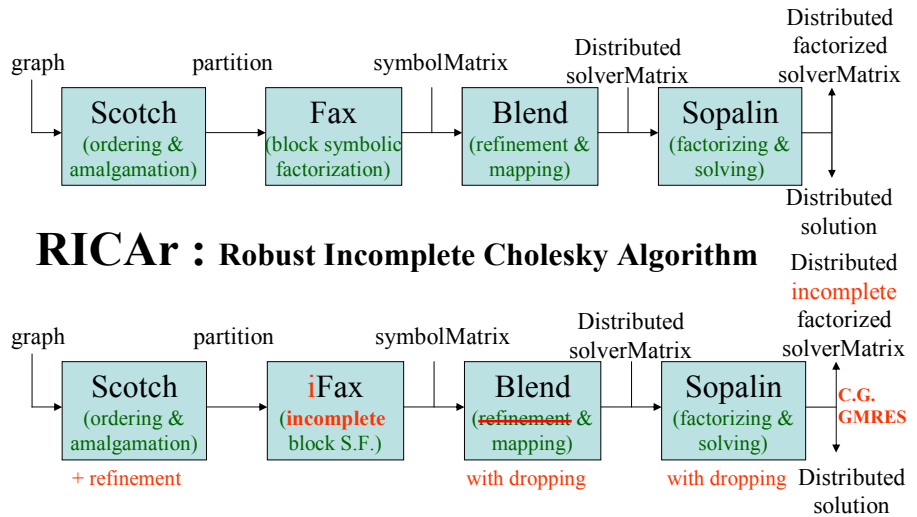 Distributed
factorized
solverMatrix
Distributed
solverMatrix
graph
partition
symbolMatrix
Scotch
(ordering &
amalgamation)
Fax
(block symbolic
factorization)
Blend
(refinement &
mapping)
Sopalin
(factorizing &
solving)
Distributed
solution
RICAr : Robust Incomplete Cholesky Algorithm
Distributed
incomplete
factorized
solverMatrix
Distributed
solverMatrix
graph
partition
symbolMatrix
Scotch
(ordering &
amalgamation)
+ refinement
iFax
(incomplete
block S.F.)
Blend
(refinement &
mapping)
with dropping
Sopalin
(factorizing &
solving)
with dropping
C.G.
GMRES
Distributed
solution